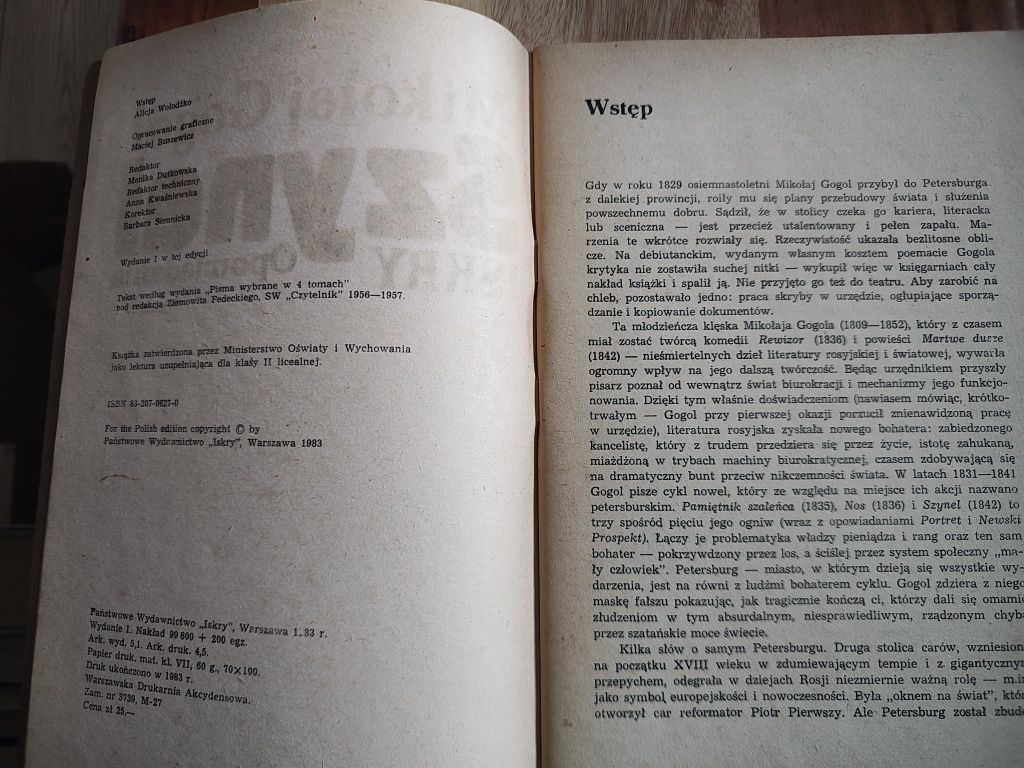 Wstęp
Alicja Wołodźko
Opracowanie graficzne
Maciej Buszewicz
Redaktor
Monika Dutkowska
Redaktor techniczny
Anna Kwaśniewska
Korektor
Barbara Siennicka
Wydanie I w tej edycji
Tekst według wydania „Pisma wybrane w 4 tomach”
pod redakcją Ziemowita Fedeckiego, SW „Czytelnik” 1956—1957.
Książka zatwierdzona przez Ministerstwo Oświaty i Wychowania
jako lektura uzupełniająca dla klasy II licealnej.
ISBN 83-207-0627-0
For the Polish edition copyright © by
Państwowe Wydawnictwo „Iskry”, Warszawa 1983
Państwowe Wydawnictwo „Iskry”, Warszawa 1983 r.
Wydanie I. Nakład 99 800 + 200 egz.
Ark. wyd. 5,1. Ark. druk. 4,5.
Papier druk. mat. kl. VII, 60 g., 70×100.
Druk ukończono w 1983 r.
Warszawska Drukarnia Akcydensowa.
Zam. nr 3739, M-27
Cena zł 25,—
Wstęp
Gdy w roku 1829 osiemnastoletni Mikołaj Gogol przybył do Petersburga
z dalekiej prowincji, roiły mu się plany przebudowy świata i służenia
powszechnemu dobru. Sądził, że w stolicy czeka go kariera, literacka
lub sceniczna — jest przecież utalentowany i pełen zapału. Ma-
rzenia te wkrótce rozwiały się. Rzeczywistość ukazała bezlitosne obli-
cze. Na debiutanckim, wydanym własnym kosztem poemacie Gogola
krytyka nie zostawiła suchej nitki — wykupił więc w księgarniach cały
nakład książki i spalił ją. Nie przyjęto go też do teatru. Aby zarobić na
chleb, pozostawało jedno: praca skryby w urzędzie, ogłupiające sporzą-
dzanie i kopiowanie dokumentów.
Ta młodzieńcza klęska Mikołaja Gogola (1809—1852), który z czasem
miał zostać twórcą komedii Rewizor (1836) i powieści Martwe dusze
(1842) — nieśmiertelnych dzieł literatury rosyjskiej i światowej, wywarła
ogromny wpływ na jego dalszą twórczość. Będąc urzędnikiem przyszły
pisarz poznał od wewnątrz świat biurokracji i mechanizmy jego funkcjo-
nowania. Dzięki tym właśnie doświadczeniom (nawiasem mówiąc, krótko-
trwałym — Gogol przy pierwszej okazji porzucił znienawidzoną pracę
w urzędzie), literatura rosyjska zyskała nowego bohatera: zabiedzonego
kancelistę, który z trudem przedziera się przez życie, istotę zahukaną,
miażdżoną w trybach machiny biurokratycznej, czasem zdobywającą się
na dramatyczny bunt przeciw nikczemności świata. W latach 1831—1841
Gogol pisze cykl nowel, który ze względu na miejsce ich akcji nazwano
petersburskim. Pamiętnik szaleńca (1835), Nos (1836) i Szynel (1842) to
trzy spośród pięciu jego ogniw (wraz z opowiadaniami Portret i Newski
Prospekt). Łączy je problematyka władzy pieniądza i rang oraz ten sam
bohater — pokrzywdzony przez los, a ściślej przez system społeczny „ma-
ły człowiek”. Petersburg — miasto, w którym dzieją się wszystkie wy-
darzenia, jest na równi z ludźmi bohaterem cyklu. Gogol zdziera z niego
maskę fałszu pokazując, jak tragicznie kończą ci, którzy dali się omamić
złudzeniom w tym absurdalnym, niesprawiedliwym, rządzonym chyba
przez szatańskie moce świecie.
Kilka słów o samym Petersburgu. Druga stolica carów, wzniesion
na początku XVIII wieku w zdumiewającym tempie i z gigantycznym
przepychem, odegrała w dziejach Rosji niezmiernie ważną rolę — m.in
jako symbol europejskości i nowoczesności. Była „oknem na świat”, któ
otworzył car reformator Piotr Pierwszy. Ale Petersburg został zbudo